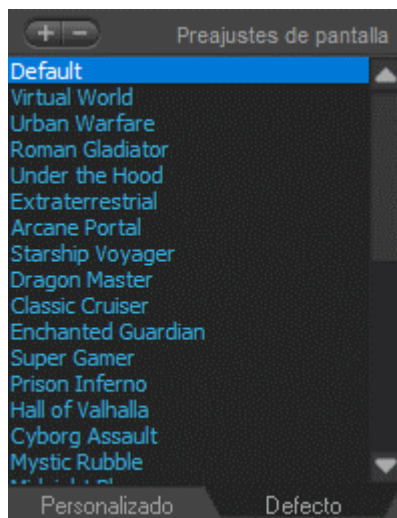 Preajustes de pantalla
Default
Virtual World
Urban Warfare
Roman Gladiator
Under the Hood
Extraterrestrial
Arcane Portal
Starship Voyager
Dragon Master
Classic Cruiser
Enchanted Guardian
Super Gamer
Prison Inferno
Hall of Valhalla
Cyborg Assault
Mystic Rubble
Personalizado Defecto